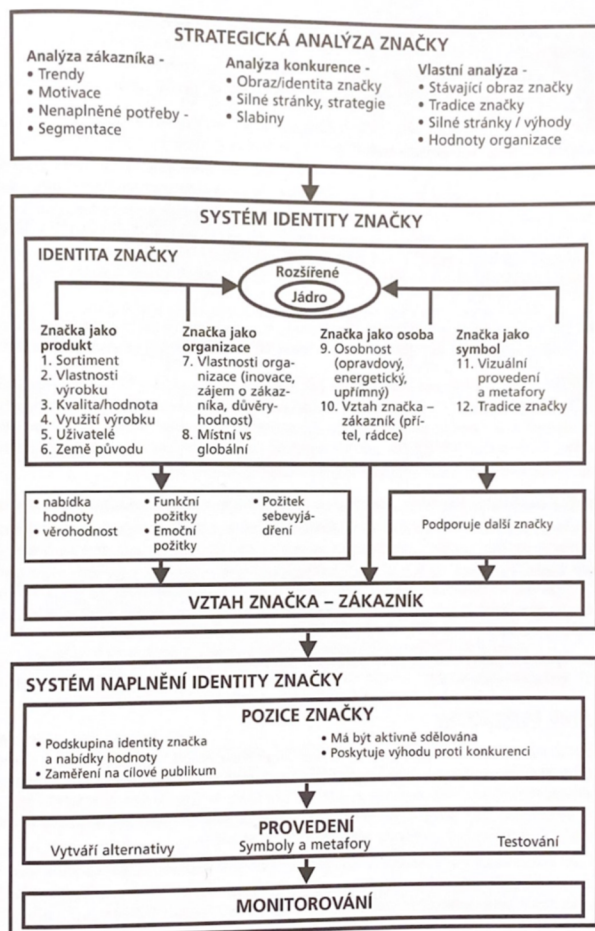 STRATEGICKÁ ANALÝZA ZNAČKY
Analýza zákazníka -
• Trendy
• Motivace
• Nenaplněné potřeby -
• Segmentace
Analýza konkurence -
• Obraz/identita značky
• Silné stránky, strategie
• Slabiny
Vlastní analýza -
• Stávající obraz značky
• Tradice značky
• Silné stránky / výhody
• Hodnoty organizace
SYSTÉM IDENTITY ZNAČKY
IDENTITA ZNAČKY
Rozšířené
Jádro
Značka jako
produkt
1. Sortiment
2. Vlastnosti
výrobku
3. Kvalita/hodnota
4. Využití výrobku
5. Uživatelé
6. Země původu
Značka jako
organizace
7. Vlastnosti orga-
nizace (inovace,
zájem o zákaz-
níka, důvěry-
hodnost)
8. Místní vs
globální
Značka jako osoba
9. Osobnost
(opravdový,
energetický,
upřímný)
10. Vztah značka –
zákazník (pří-
tel, rádce)
Značka jako
symbol
11. Vizuální
provedení
a metafory
12. Tradice značky
• nabídka
hodnoty
• věrohodnost
• Funkční
požitky
• Emoční
požitky
• Požitek
sebevyjá-
dření
Podporuje další značky
VZTAH ZNAČKA – ZÁKAZNÍK
SYSTÉM NAPLNĚNÍ IDENTITY ZNAČKY
POZICE ZNAČKY
• Podskupina identity značka
a nabídky hodnoty
• Zaměření na cílové publikum
• Má být aktivně sdělována
• Poskytuje výhodu proti konkurenci
PROVEDENÍ
Vytváří alternativy
Symboly a metafory
Testování
MONITOROVÁNÍ